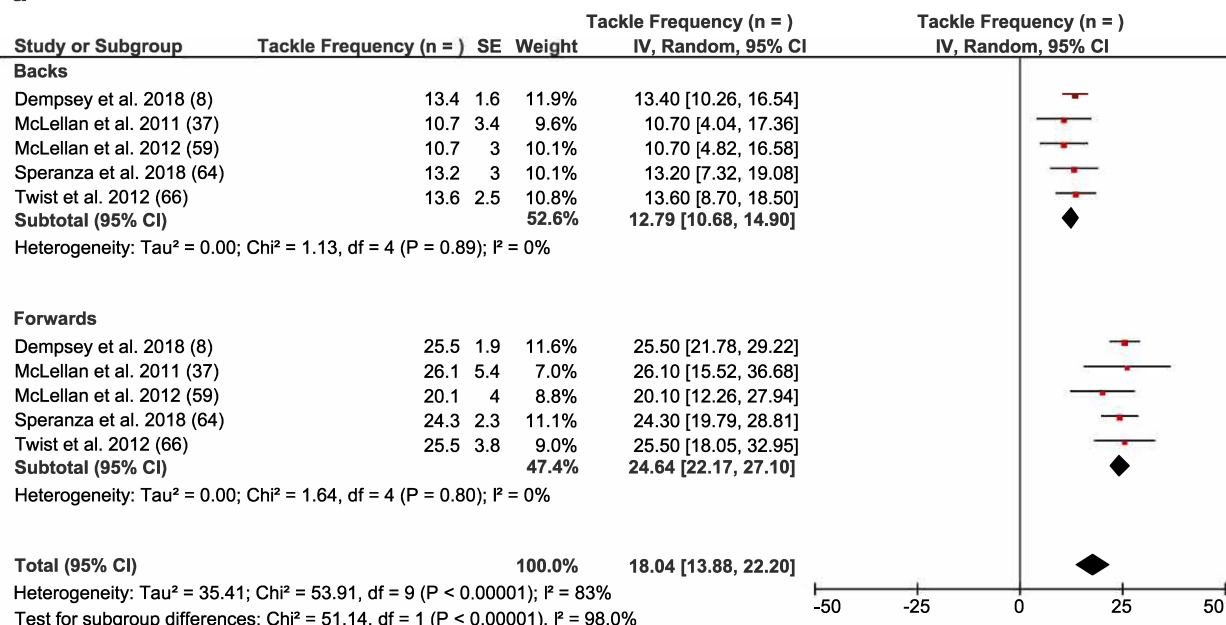 Tackle Frequency (n = ) Tackle Frequency (n = )
Study or Subgroup Tackle Frequency (n = ) SE Weight IV, Random, 95% CI IV, Random, 95% CI
Backs
Dempsey et al. 2018 (8) 13.4 1.6 11.9% 13.40 [10.26, 16.54]
McLellan et al. 2011 (37) 10.7 3.4 9.6% 10.70 [4.04, 17.36]
McLellan et al. 2012 (59) 10.7 3 10.1% 10.70 [4.82, 16.58]
Speranza et al. 2018 (64) 13.2 3 10.1% 13.20 [7.32, 19.08]
Twist et al. 2012 (66) 13.6 2.5 10.8% 13.60 [8.70, 18.50]
Subtotal (95% CI) 52.6% 12.79 [10.68, 14.90]
Heterogeneity: Tau² = 0.00; Chi² = 1.13, df = 4 (P = 0.89); I² = 0%
Forwards
Dempsey et al. 2018 (8) 25.5 1.9 11.6% 25.50 [21.78, 29.22]
McLellan et al. 2011 (37) 26.1 5.4 7.0% 26.10 [15.52, 36.68]
McLellan et al. 2012 (59) 20.1 4 8.8% 20.10 [12.26, 27.94]
Speranza et al. 2018 (64) 24.3 2.3 11.1% 24.30 [19.79, 28.81]
Twist et al. 2012 (66) 25.5 3.8 9.0% 25.50 [18.05, 32.95]
Subtotal (95% CI) 47.4% 24.64 [22.17, 27.10]
Heterogeneity: Tau² = 0.00; Chi² = 1.64, df = 4 (P = 0.80); I² = 0%
Total (95% CI) 100.0% 18.04 [13.88, 22.20]
Heterogeneity: Tau² = 35.41; Chi² = 53.91, df = 9 (P < 0.00001); I² = 83%
-50 -25 0 25 50
Test for subgroup differences: Chi² = 51.14, df = 1 (P < 0.00001), I² = 98.0%